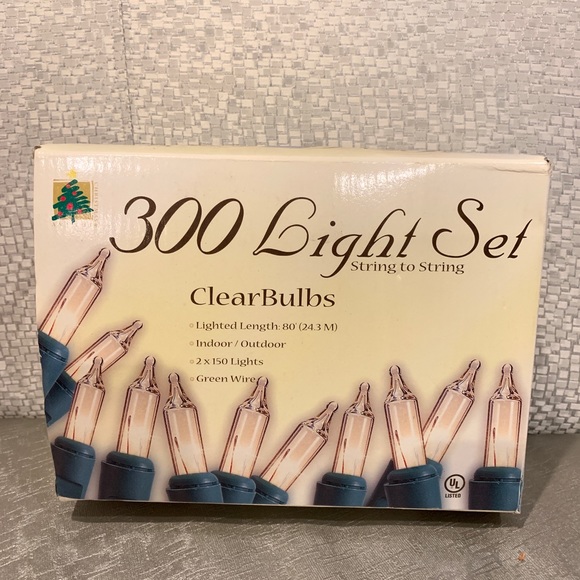 300 Light Set
String to String
ClearBulbs
Lighted Length: 80' (24.3 M)
Indoor / Outdoor
2 x 150 Lights
Green Wire
UL
LISTED